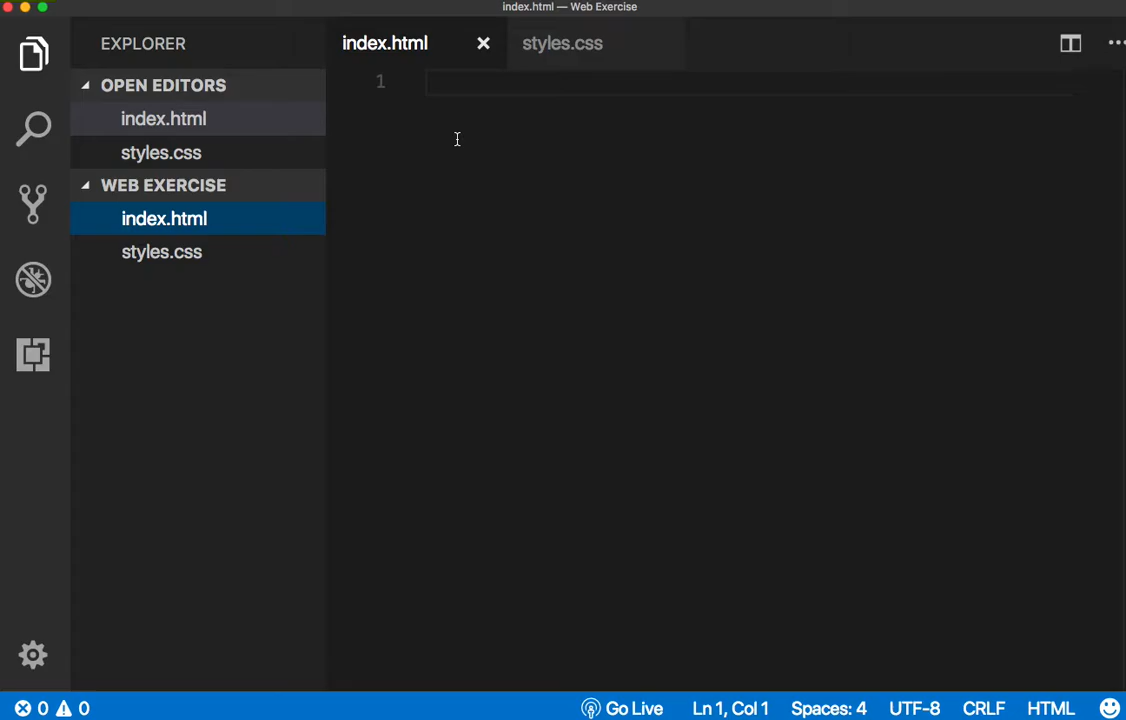 index.html — Web Exercise
EXPLORER
OPEN EDITORS
index.html
styles.css
WEB EXERCISE
index.html
styles.css
index.html
styles.css
1
0 0
Go Live Ln 1, Col 1 Spaces: 4 UTF-8 CRLF HTML